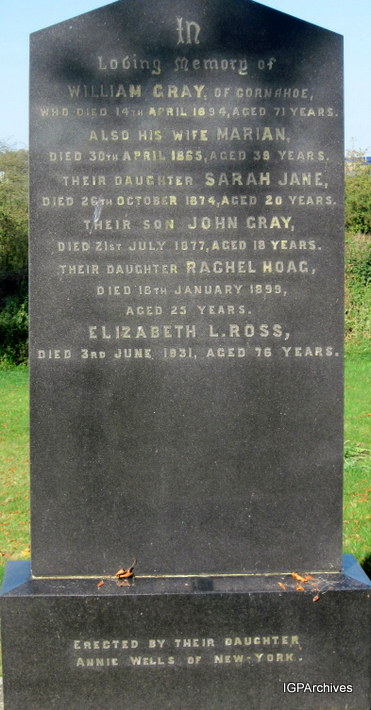 In
Loving Memory of
WILLIAM GRAY, OF GORNAHOE,
WHO DIED 14TH APRIL 1894, AGED 71 YEARS.
ALSO HIS WIFE MARIAN,
DIED 30TH APRIL 1865, AGED 38 YEARS.
THEIR DAUGHTER SARAH JANE,
DIED 26TH OCTOBER 1874, AGED 20 YEARS.
THEIR SON JOHN GRAY,
DIED 21ST JULY 1877, AGED 18 YEARS.
THEIR DAUGHTER RACHEL HOAG,
DIED 18TH JANUARY 1899,
AGED 25 YEARS.
ELIZABETH L. ROSS,
DIED 3RD JUNE, 1931, AGED 76 YEARS.
ERECTED BY THEIR DAUGHTER
ANNIE WELLS OF NEW-YORK.
IGPArchives